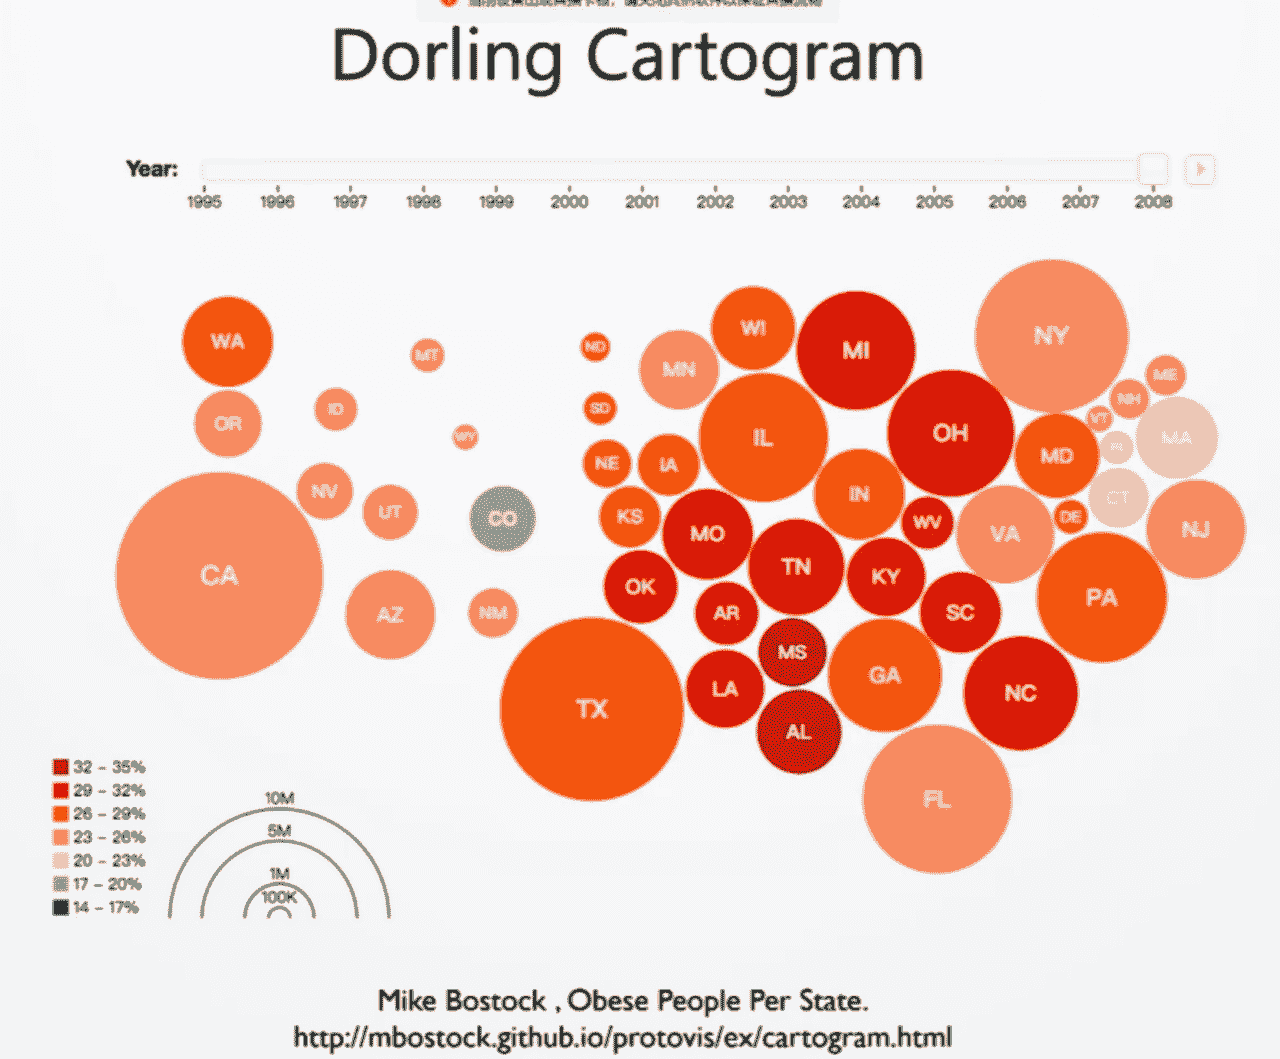 Dorling Cartogram
Year:
1995 1996 1997 1998 1999 2000 2001 2002 2003 2004 2005 2006 2007 2008
WA
MT
ND
MN
WI
MI
NY
ME
OR
ID
WY
SD
IL
OH
NH
VT
RI
MA
NV
UT
CO
NE
IA
IN
MD
CT
CA
KS
MO
WV
VA
DE
NJ
AZ
NM
OK
TN
KY
SC
PA
AR
MS
TX
LA
AL
GA
NC
FL
32 - 35%
29 - 32%
26 - 29%
23 - 26%
20 - 23%
17 - 20%
14 - 17%
10M
5M
1M
100K
Mike Bostock , Obese People Per State.
http://mbostock.github.io/protovis/ex/cartogram.html